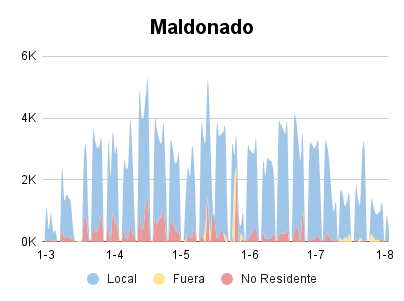 Maldonado
6K
4K
2K
0K
1-3 1-4 1-5 1-6 1-7 1-8
Local Fuera No Residente